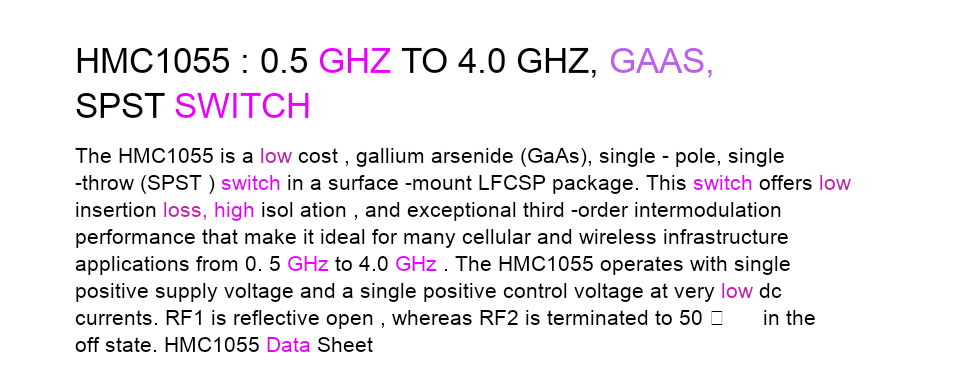 HMC1055 : 0.5 GHZ TO 4.0 GHZ, GAAS,
SPST SWITCH
The HMC1055 is a low cost , gallium arsenide (GaAs), single - pole, single
-throw (SPST ) switch in a surface -mount LFCSP package. This switch offers low
insertion loss, high isol ation , and exceptional third -order intermodulation
performance that make it ideal for many cellular and wireless infrastructure
applications from 0. 5 GHz to 4.0 GHz . The HMC1055 operates with single
positive supply voltage and a single positive control voltage at very low dc
currents. RF1 is reflective open , whereas RF2 is terminated to 50 in the
off state. HMC1055 Data Sheet